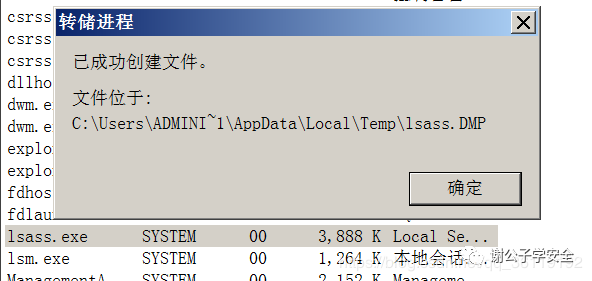 csrss
转储进程
csrss
csrss
已成功创建文件。
dllho
dwm.e
文件位于:
dwm.e
C:\Users\ADMINI~1\AppData\Local\Temp\lsass.DMP
explo
explo
fdhos
确定
fdlau
lsass.exe SYSTEM 00 3,888 K Local Se...
lsm.exe SYSTEM 00 1,264 K 本地会话...
谢公子学安全
ManagementA SYSTEM 00 2,152 K Manageme